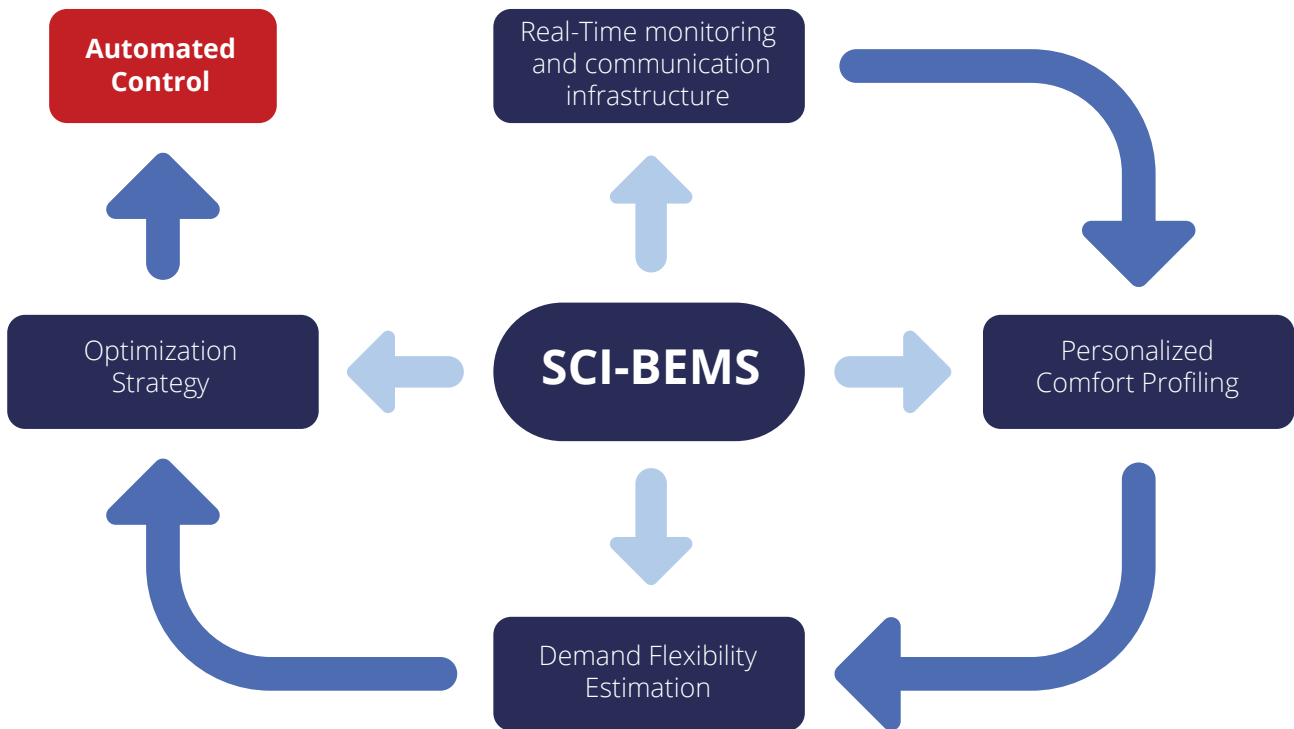 Automated
Control
Real-Time monitoring
and communication
infrastructure
Optimization
Strategy
SCI-BEMS
Personalized
Comfort Profiling
Demand Flexibility
Estimation